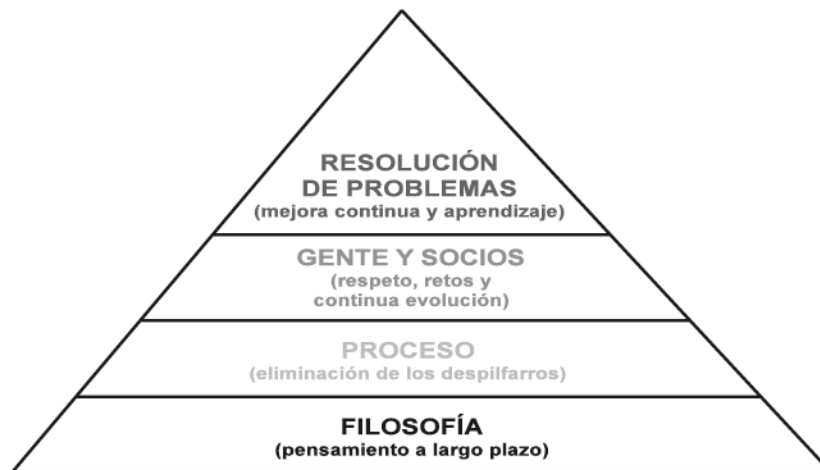 RESOLUCIÓN
DE PROBLEMAS
(mejora continua y aprendizaje)
GENTE Y SOCIOS
(respeto, retos y
continua evolución)
PROCESO
(eliminación de los despilfarros)
FILOSOFÍA
(pensamiento a largo plazo)